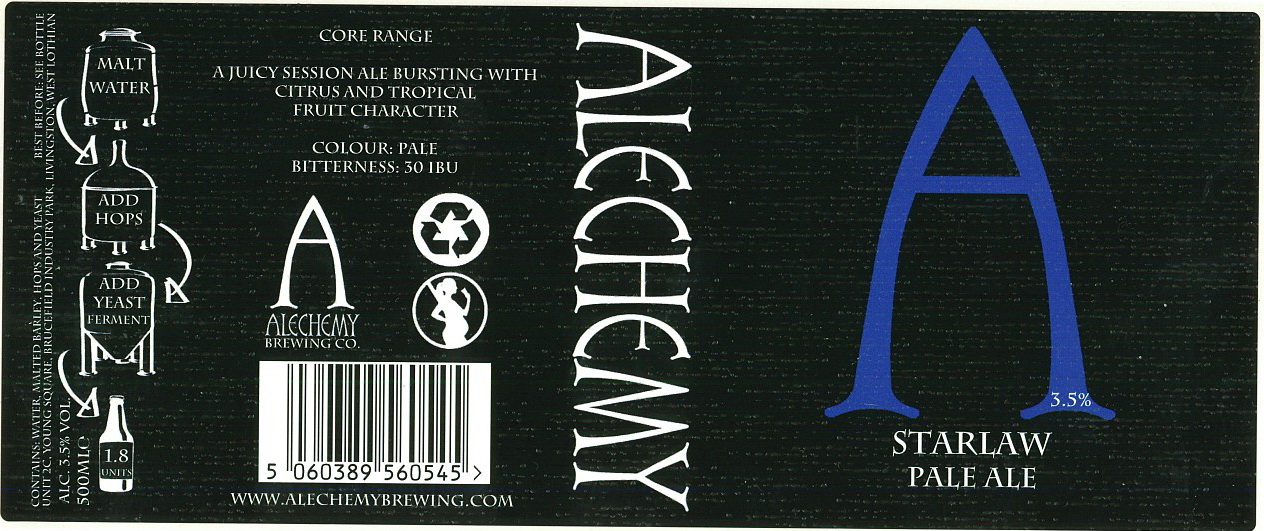 CONTAINS: WATER, MALTED BARLEY, HOPS AND YEAST BEST BEFORE: SEE BOTTLE
UNIT 2C, YOUNG SQUARE, BRUCEFIELD INDUSTRY PARK, LIVINGSTON, WEST LOTHIAN
ALC. 3.5% VOL.
500ML℮
MALT
WATER
ADD
HOPS
ADD
YEAST
FERMENT
1.8
UNITS
CORE RANGE
A JUICY SESSION ALE BURSTING WITH
CITRUS AND TROPICAL
FRUIT CHARACTER
COLOUR: PALE
BITTERNESS: 30 IBU
A
ALECHEMY
BREWING CO.
5 060389 560545 >
WWW.ALECHEMYBREWING.COM
ALECHEMY
A
3.5%
STARLAW
PALE ALE